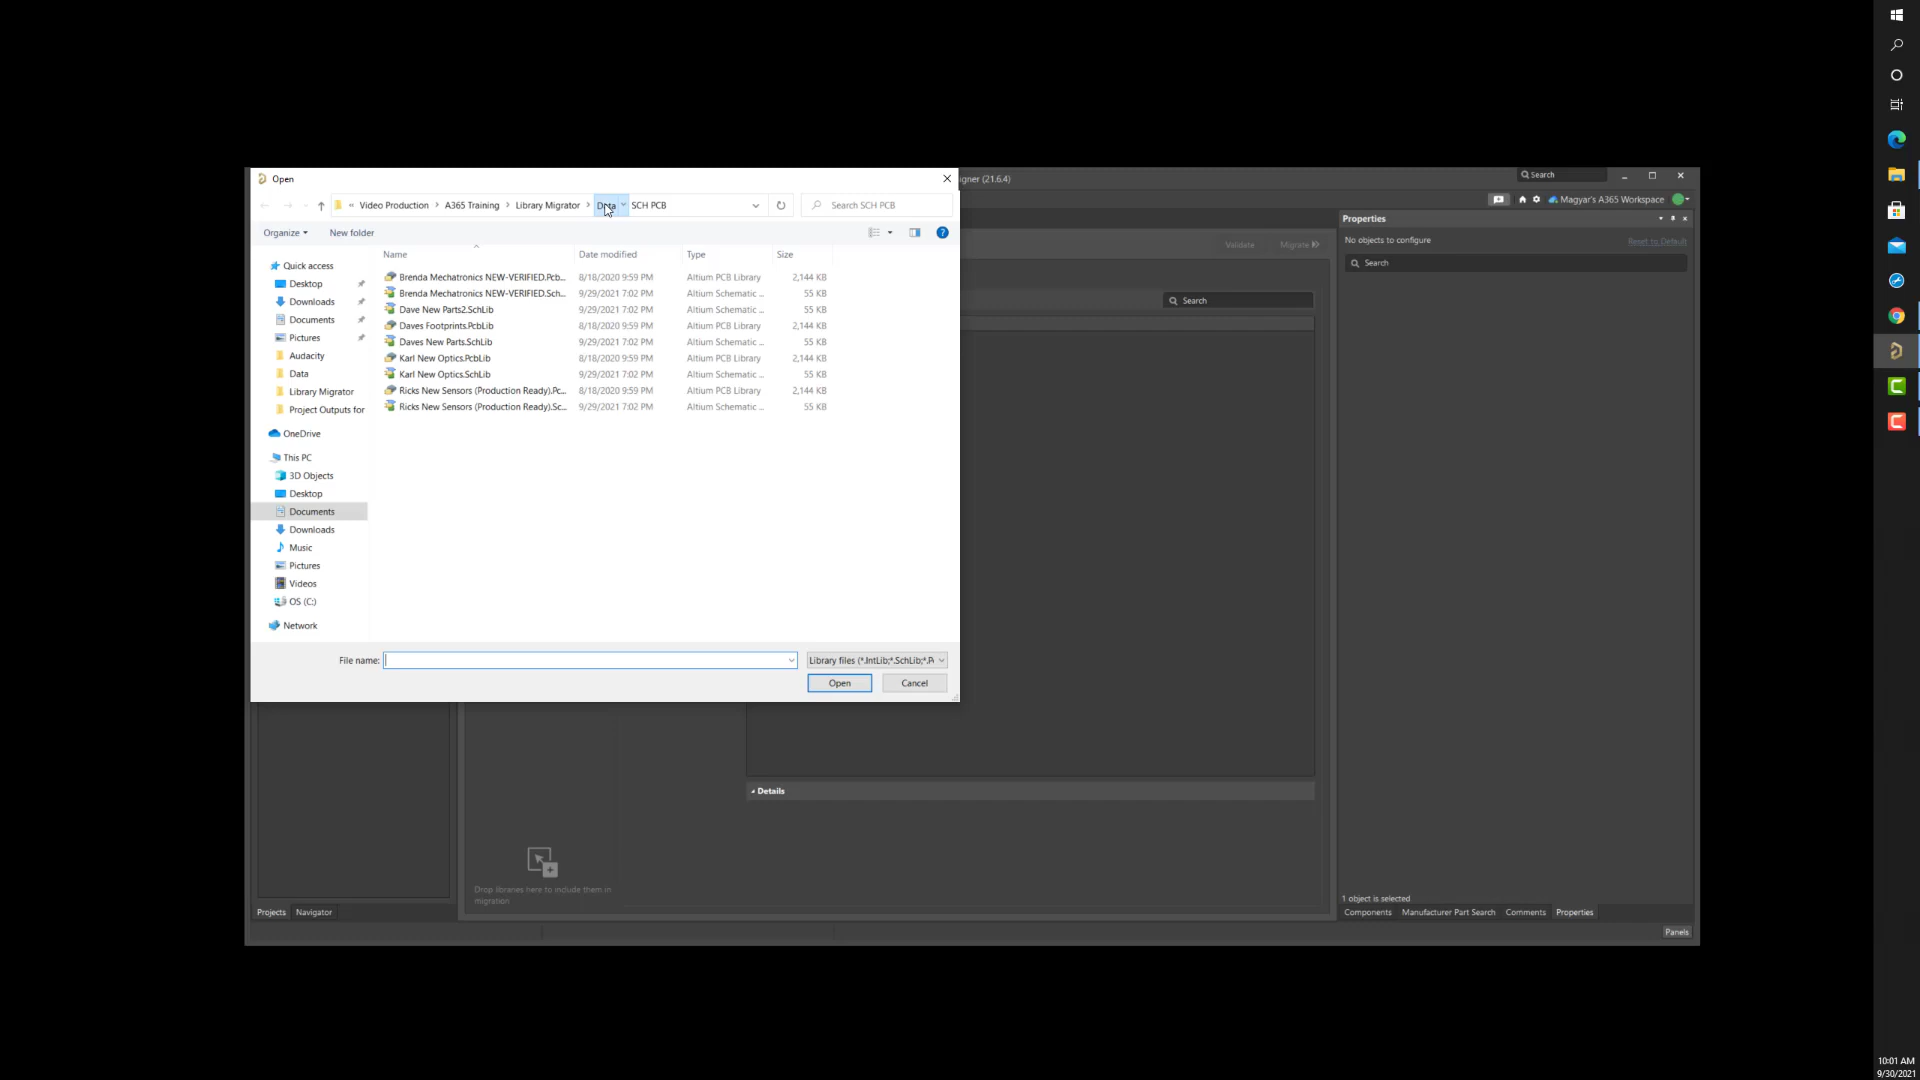 Open
igner (21.6.4)
Search
« Video Production › A365 Training › Library Migrator › Data SCH PCB
Search SCH PCB
Magyar's A365 Workspace
Organize
New folder
Properties
No objects to configure
Reset to Default
Validate
Migrate
Search
Search
Name
Date modified
Type
Size
Quick access
Desktop
Downloads
Documents
Pictures
Audacity
Data
Library Migrator
Project Outputs for
OneDrive
This PC
3D Objects
Desktop
Documents
Downloads
Music
Pictures
Videos
OS (C:)
Network
Brenda Mechatronics NEW-VERIFIED.Pcb... 8/18/2020 9:59 PM Altium PCB Library 2,144 KB
Brenda Mechatronics NEW-VERIFIED.Sch... 9/29/2021 7:02 PM Altium Schematic ... 55 KB
Dave New Parts2.SchLib 9/29/2021 7:02 PM Altium Schematic ... 55 KB
Daves Footprints.PcbLib 8/18/2020 9:59 PM Altium PCB Library 2,144 KB
Daves New Parts.SchLib 9/29/2021 7:02 PM Altium Schematic ... 55 KB
Karl New Optics.PcbLib 8/18/2020 9:59 PM Altium PCB Library 2,144 KB
Karl New Optics.SchLib 9/29/2021 7:02 PM Altium Schematic ... 55 KB
Ricks New Sensors (Production Ready).Pc... 8/18/2020 9:59 PM Altium PCB Library 2,144 KB
Ricks New Sensors (Production Ready).Sc... 9/29/2021 7:02 PM Altium Schematic ... 55 KB
File name:
Library files (*.IntLib;*.SchLib;*.P
Open
Cancel
Details
Drop libraries here to include them in
migration
Projects
Navigator
1 object is selected
Components
Manufacturer Part Search
Comments
Properties
Panels
10:01 AM
9/30/2021